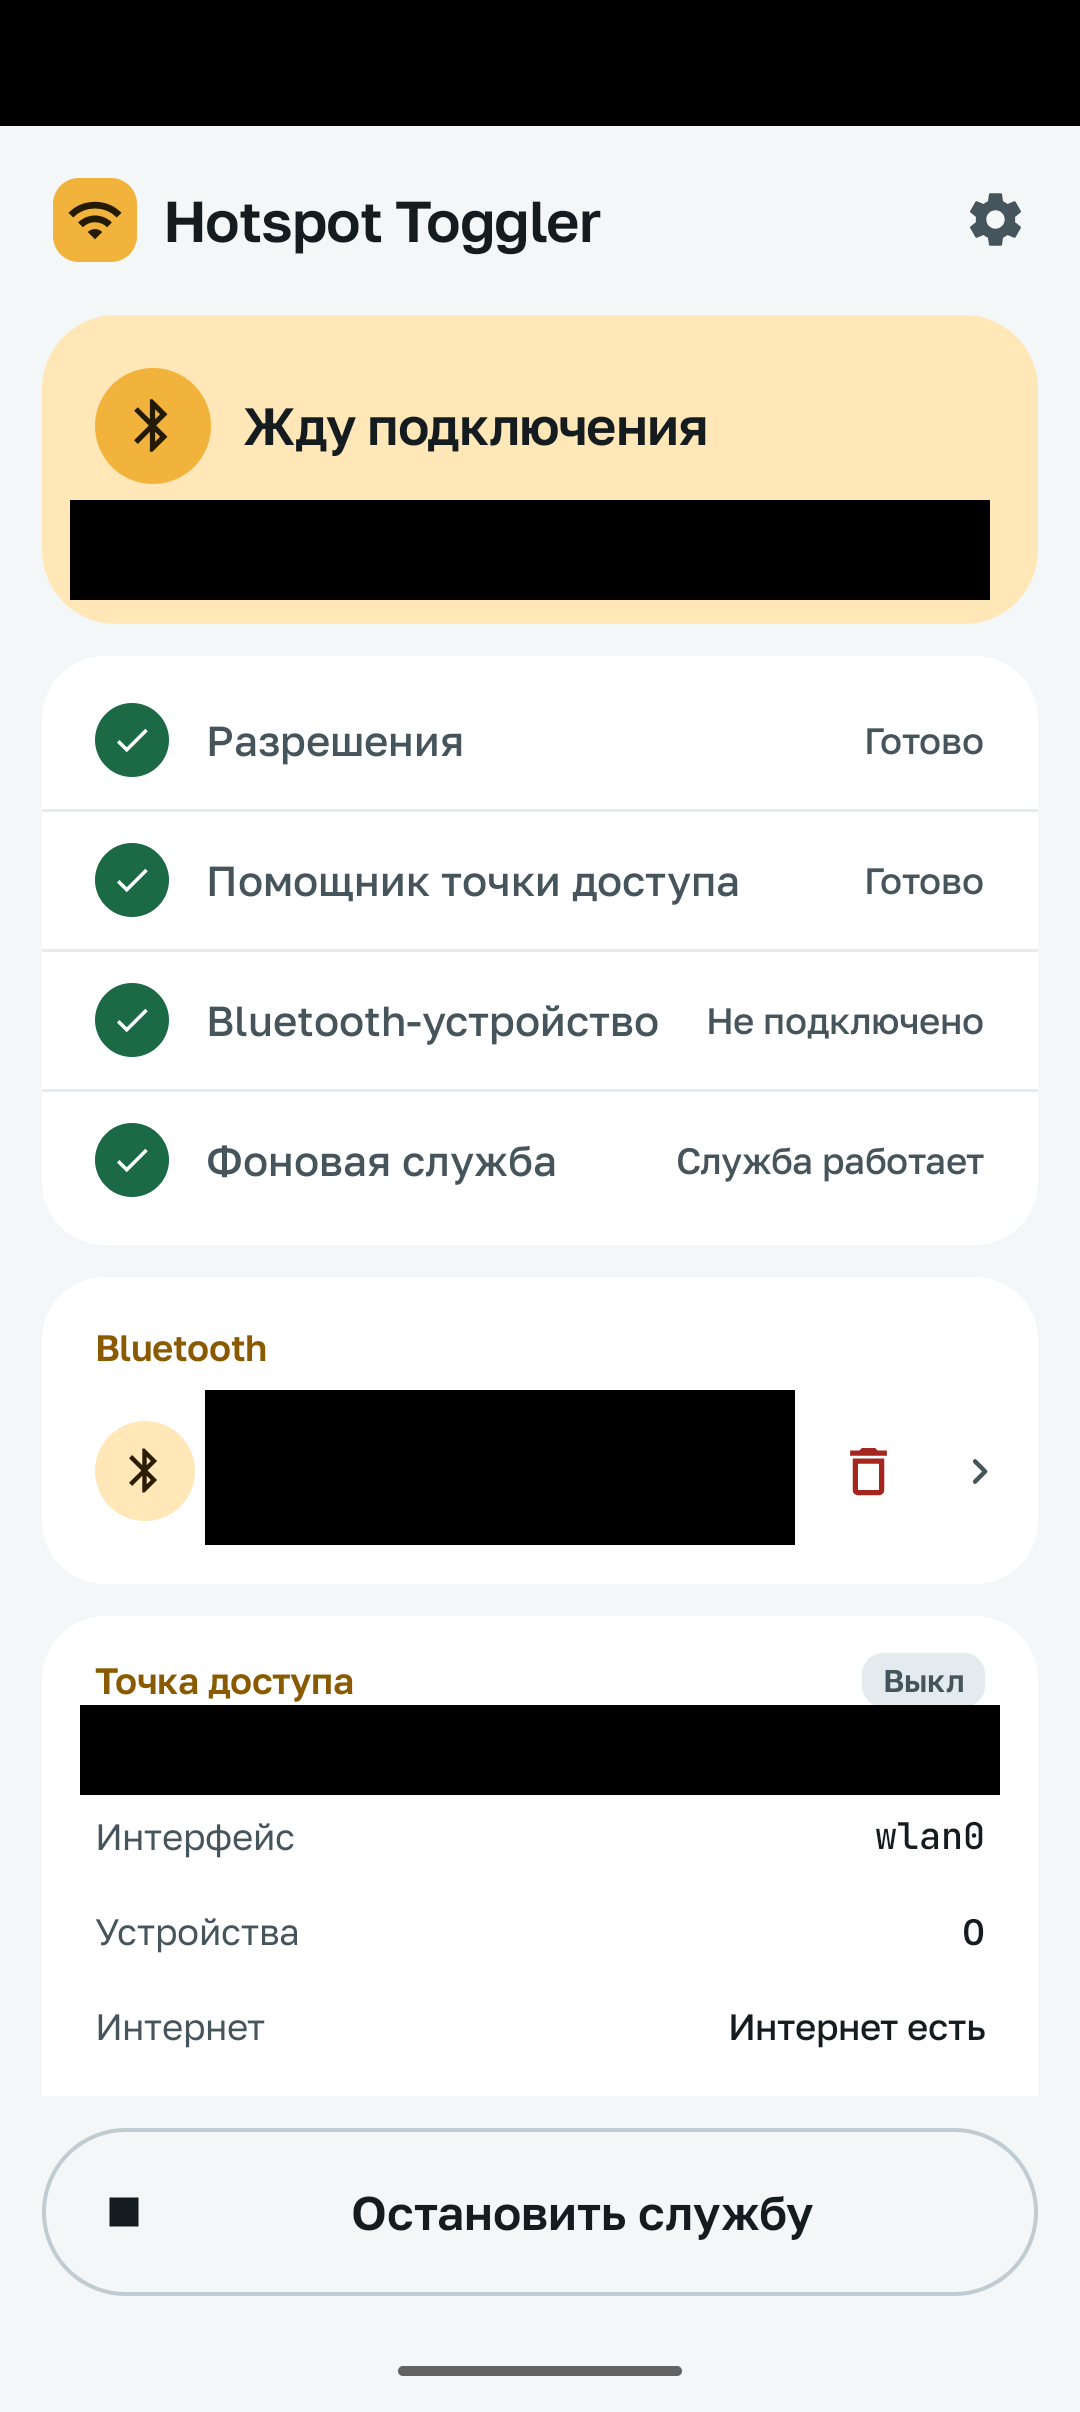 Hotspot Toggler
Жду подключения
Разрешения Готово
Помощник точки доступа Готово
Bluetooth-устройство Не подключено
Фоновая служба Служба работает
Bluetooth
Точка доступа Выкл
Интерфейс wlan0
Устройства 0
Интернет Интернет есть
Остановить службу